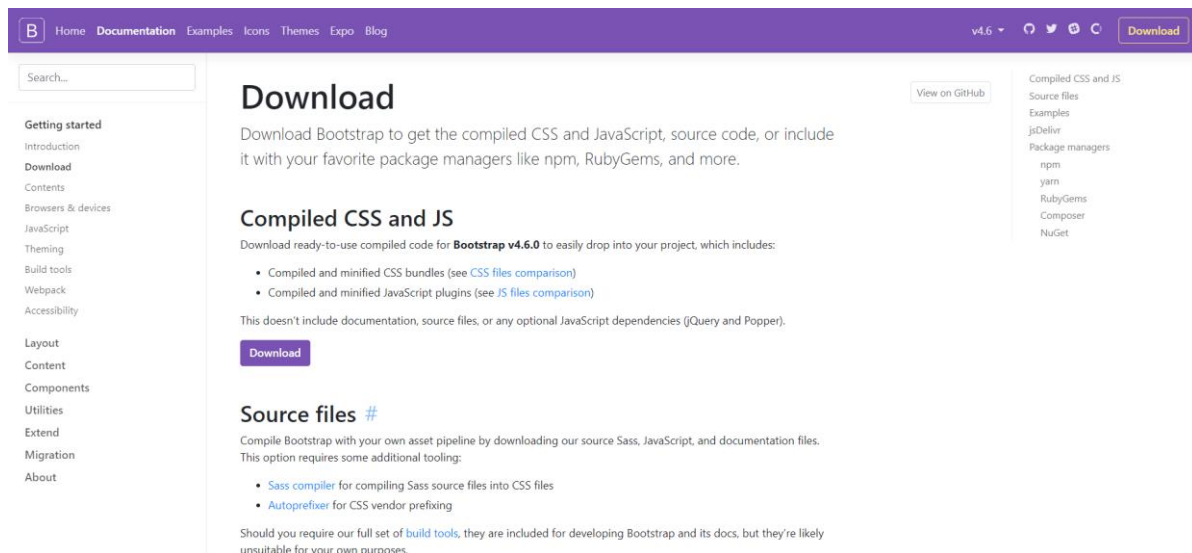 B Home Documentation Examples Icons Themes Expo Blog v4.6 Download
Search...
Getting started
Introduction
Download
Contents
Browsers & devices
JavaScript
Theming
Build tools
Webpack
Accessibility
Layout
Content
Components
Utilities
Extend
Migration
About
Download
View on GitHub
Download Bootstrap to get the compiled CSS and JavaScript, source code, or include
it with your favorite package managers like npm, RubyGems, and more.
Compiled CSS and JS
Download ready-to-use compiled code for Bootstrap v4.6.0 to easily drop into your project, which includes:
• Compiled and minified CSS bundles (see CSS files comparison)
• Compiled and minified JavaScript plugins (see JS files comparison)
This doesn't include documentation, source files, or any optional JavaScript dependencies (jQuery and Popper).
Download
Source files #
Compile Bootstrap with your own asset pipeline by downloading our source Sass, JavaScript, and documentation files.
This option requires some additional tooling:
• Sass compiler for compiling Sass source files into CSS files
• Autoprefixer for CSS vendor prefixing
Should you require our full set of build tools, they are included for developing Bootstrap and its docs, but they're likely
unsuitable for your own purposes.
Compiled CSS and JS
Source files
Examples
jsDelivr
Package managers
npm
yarn
RubyGems
Composer
NuGet